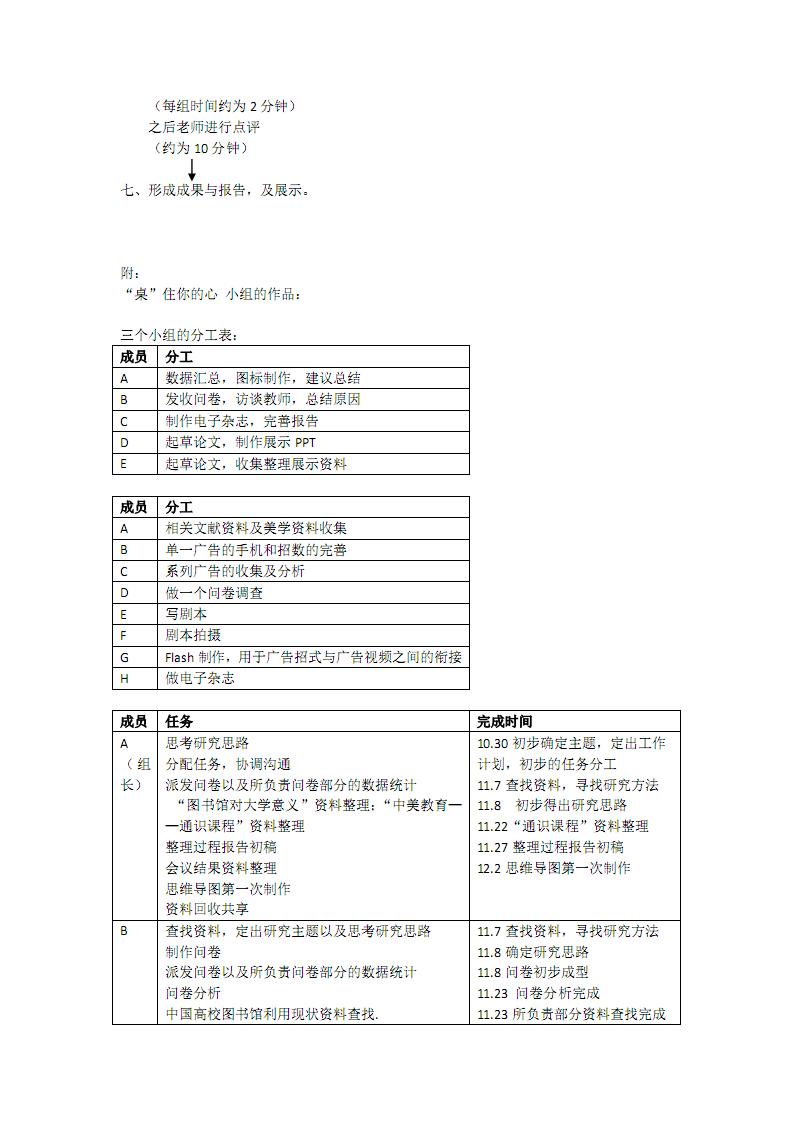 （每组时间约为 2 分钟）
之后老师进行点评
（约为 10 分钟）
七、形成成果与报告，及展示。
附：
“桌”住你的心 小组的作品：
三个小组的分工表：
成员 分工
A 数据汇总，图标制作，建议总结
B 发收问卷，访谈教师，总结原因
C 制作电子杂志，完善报告
D 起草论文，制作展示 PPT
E 起草论文，收集整理展示资料
成员 分工
A 相关文献资料及美学资料收集
B 单一广告的手机和招数的完善
C 系列广告的收集及分析
D 做一个问卷调查
E 写剧本
F 剧本拍摄
G Flash 制作，用于广告招式与广告视频之间的衔接
H 做电子杂志
成员 任务 完成时间
A 思考研究思路 10.30 初步确定主题，定出工作
（组 分配任务，协调沟通 计划，初步的任务分工
长） 派发问卷以及所负责问卷部分的数据统计 11.7 查找资料，寻找研究方法
“图书馆对大学意义”资料整理；“中美教育一 11.8 初步得出研究思路
—通识课程”资料整理 11.22“通识课程”资料整理
整理过程报告初稿 11.27 整理过程报告初稿
会议结果资料整理 12.2 思维导图第一次制作
思维导图第一次制作
资料回收共享
B 查找资料，定出研究主题以及思考研究思路 11.7 查找资料，寻找研究方法
制作问卷 11.8 确定研究思路
派发问卷以及所负责问卷部分的数据统计 11.8 问卷初步成型
问卷分析 11.23 问卷分析完成
中国高校图书馆利用现状资料查找. 11.23 所负责部分资料查找完成